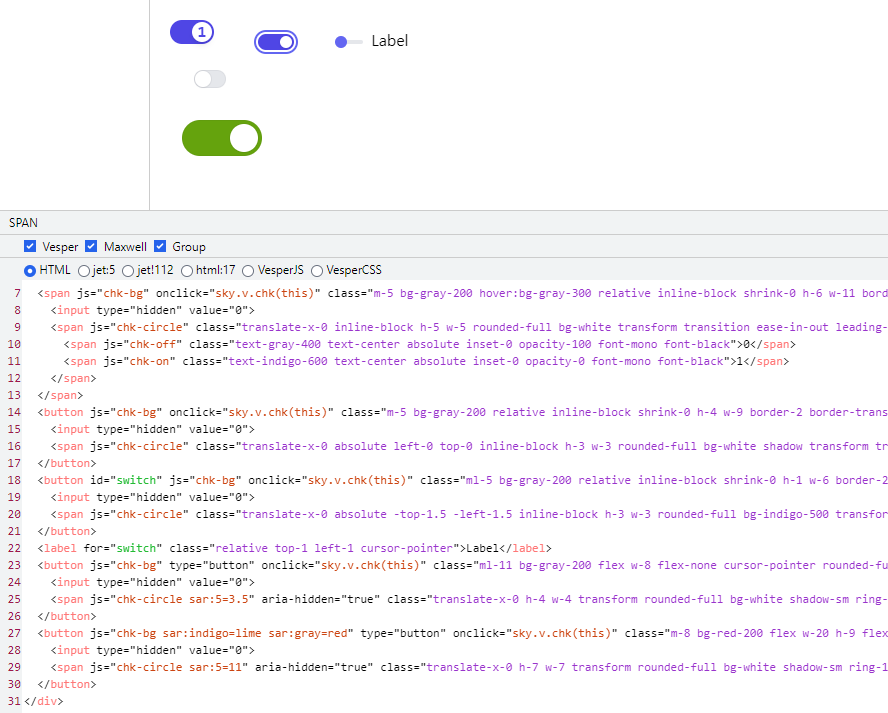 1
Label
SPAN
Vesper Maxwell Group
HTML jet:5 jet!112 html:17 VesperJS VesperCSS
7 <span js="chk-bg" onclick="sky.v.chk(this)" class="m-5 bg-gray-200 hover:bg-gray-300 relative inline-block shrink-0 h-6 w-11 bord
8 <input type="hidden" value="0">
9 <span js="chk-circle" class="translate-x-0 inline-block h-5 w-5 rounded-full bg-white transform transition ease-in-out leading-
10 <span js="chk-off" class="text-gray-400 text-center absolute inset-0 opacity-100 font-mono font-black">0</span>
11 <span js="chk-on" class="text-indigo-600 text-center absolute inset-0 opacity-0 font-mono font-black">1</span>
12 </span>
13 </span>
14 <button js="chk-bg" onclick="sky.v.chk(this)" class="m-5 bg-gray-200 relative inline-block shrink-0 h-4 w-9 border-2 border-trans
15 <input type="hidden" value="0">
16 <span js="chk-circle" class="translate-x-0 absolute left-0 top-0 inline-block h-3 w-3 rounded-full bg-white shadow transform tr
17 </button>
18 <button id="switch" js="chk-bg" onclick="sky.v.chk(this)" class="ml-5 bg-gray-200 relative inline-block shrink-0 h-1 w-6 border-2
19 <input type="hidden" value="0">
20 <span js="chk-circle" class="translate-x-0 absolute -top-1.5 -left-1.5 inline-block h-3 w-3 rounded-full bg-indigo-500 transfor
21 </button>
22 <label for="switch" class="relative top-1 left-1 cursor-pointer">Label</label>
23 <button js="chk-bg" type="button" onclick="sky.v.chk(this)" class="ml-11 bg-gray-200 flex w-8 flex-none cursor-pointer rounded-fu
24 <input type="hidden" value="0">
25 <span js="chk-circle sar:5=3.5" aria-hidden="true" class="translate-x-0 h-4 w-4 transform rounded-full bg-white shadow-sm ring-
26 </button>
27 <button js="chk-bg sar:indigo=lime sar:gray=red" type="button" onclick="sky.v.chk(this)" class="m-8 bg-red-200 flex w-20 h-9 flex
28 <input type="hidden" value="0">
29 <span js="chk-circle sar:5=11" aria-hidden="true" class="translate-x-0 h-7 w-7 transform rounded-full bg-white shadow-sm ring-1
30 </button>
31 </div>